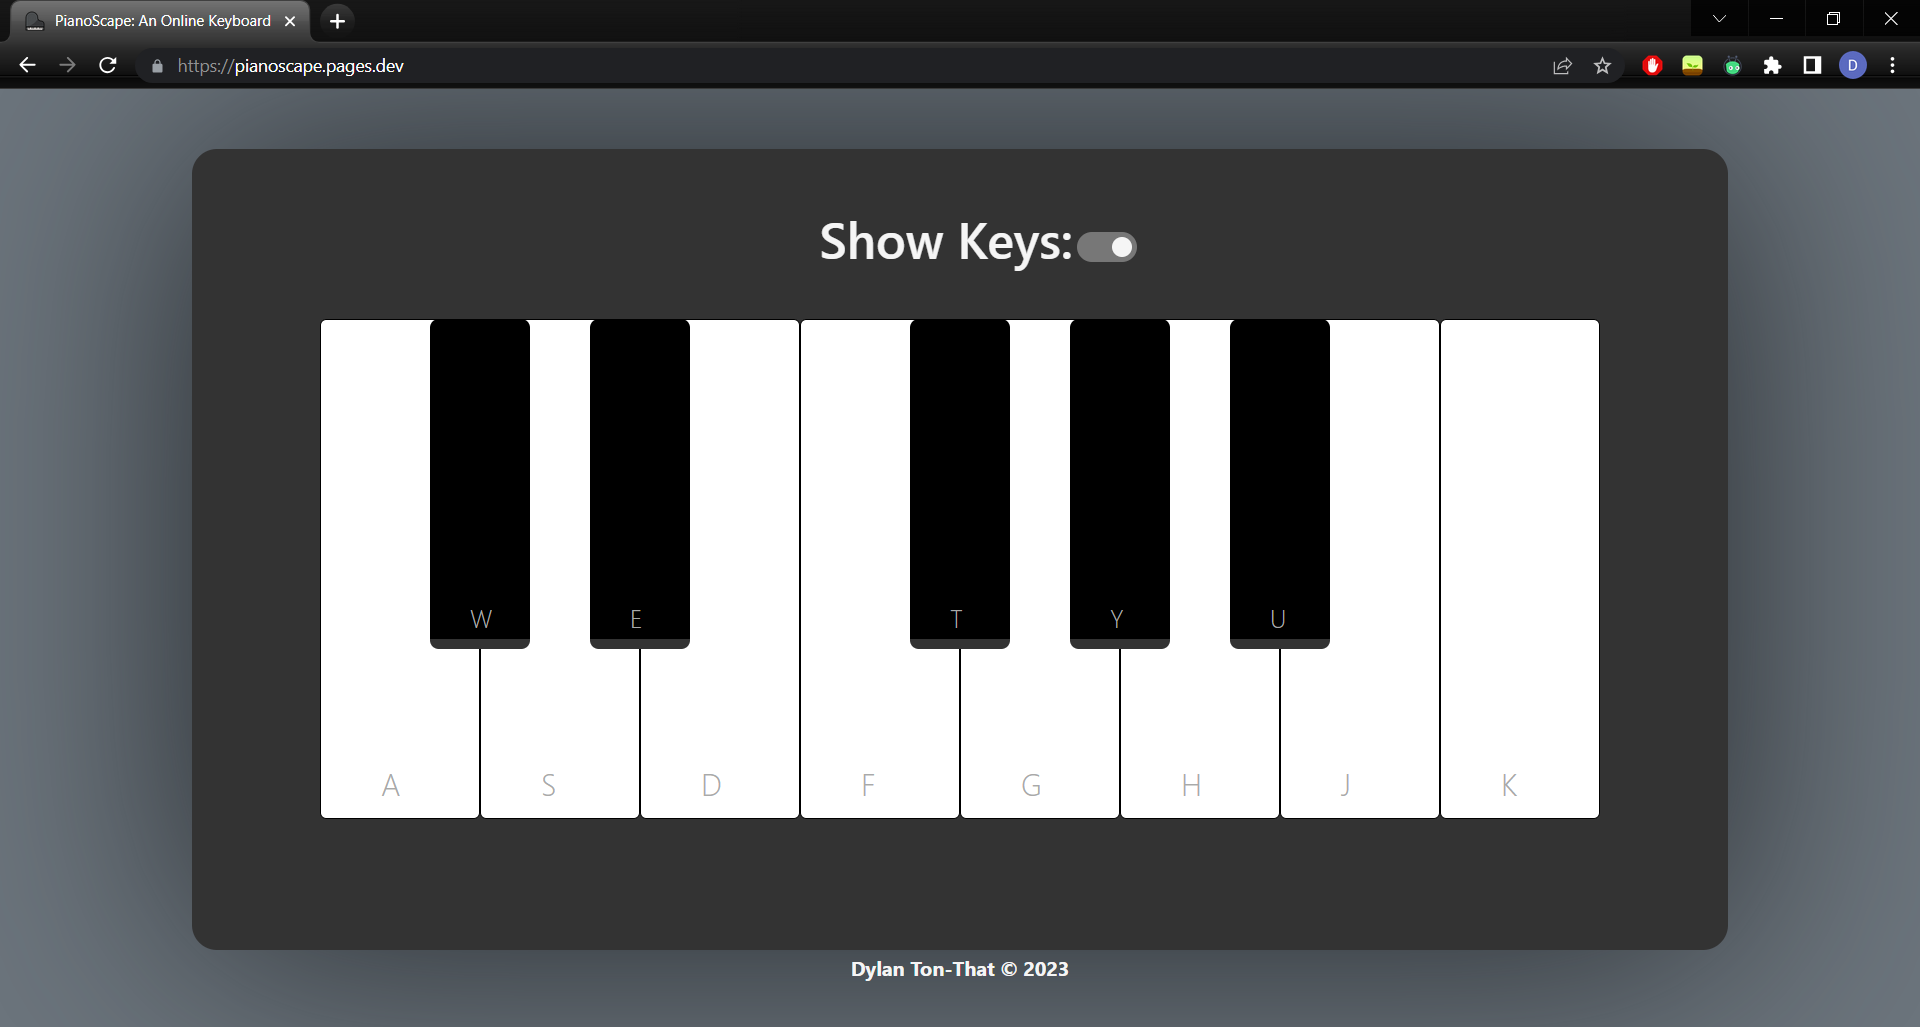 PianoScape: An Online Keyboard
https://pianoscape.pages.dev
D
Show Keys:
W E T Y U
A S D F G H J K
Dylan Ton-That © 2023